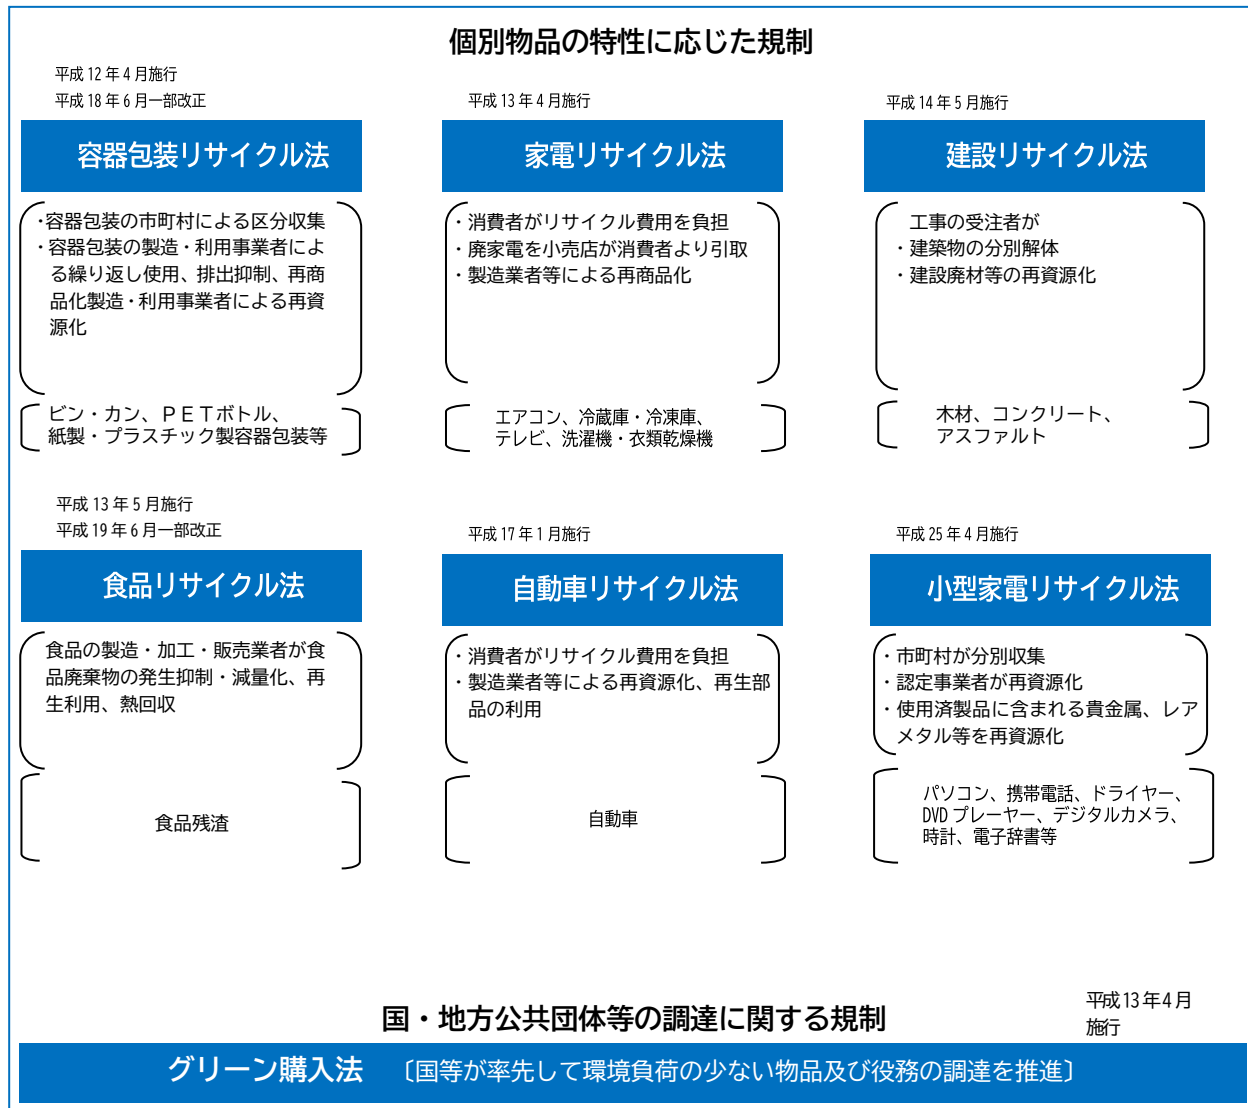 個別物品の特性に応じた規制
平成12年4月施行
平成18年6月一部改正
容器包装リサイクル法
・容器包装の市町村による区分収集
・容器包装の製造・利用事業者によ
る繰り返し使用、排出抑制、再商
品化製造・利用事業者による再資
源化
ビン・カン、ＰＥＴボトル、
紙製・プラスチック製容器包装等
平成13年4月施行
家電リサイクル法
・消費者がリサイクル費用を負担
・廃家電を小売店が消費者より引取
・製造業者等による再商品化
エアコン、冷蔵庫・冷凍庫、
テレビ、洗濯機・衣類乾燥機
平成14年5月施行
建設リサイクル法
工事の受注者が
・建築物の分別解体
・建設廃材等の再資源化
木材、コンクリート、
アスファルト
平成13年5月施行
平成19年6月一部改正
食品リサイクル法
食品の製造・加工・販売業者が食
品廃棄物の発生抑制・減量化、再
生利用、熱回収
食品残渣
平成17年1月施行
自動車リサイクル法
・消費者がリサイクル費用を負担
・製造業者等による再資源化、再生部
品の利用
自動車
平成25年4月施行
小型家電リサイクル法
・市町村が分別収集
・認定事業者が再資源化
・使用済製品に含まれる貴金属、レア
メタル等を再資源化
パソコン、携帯電話、ドライヤー、
DVDプレーヤー、デジタルカメラ、
時計、電子辞書等
国・地方公共団体等の調達に関する規制
平成13年4月
施行
グリーン購入法 〔国等が率先して環境負荷の少ない物品及び役務の調達を推進〕